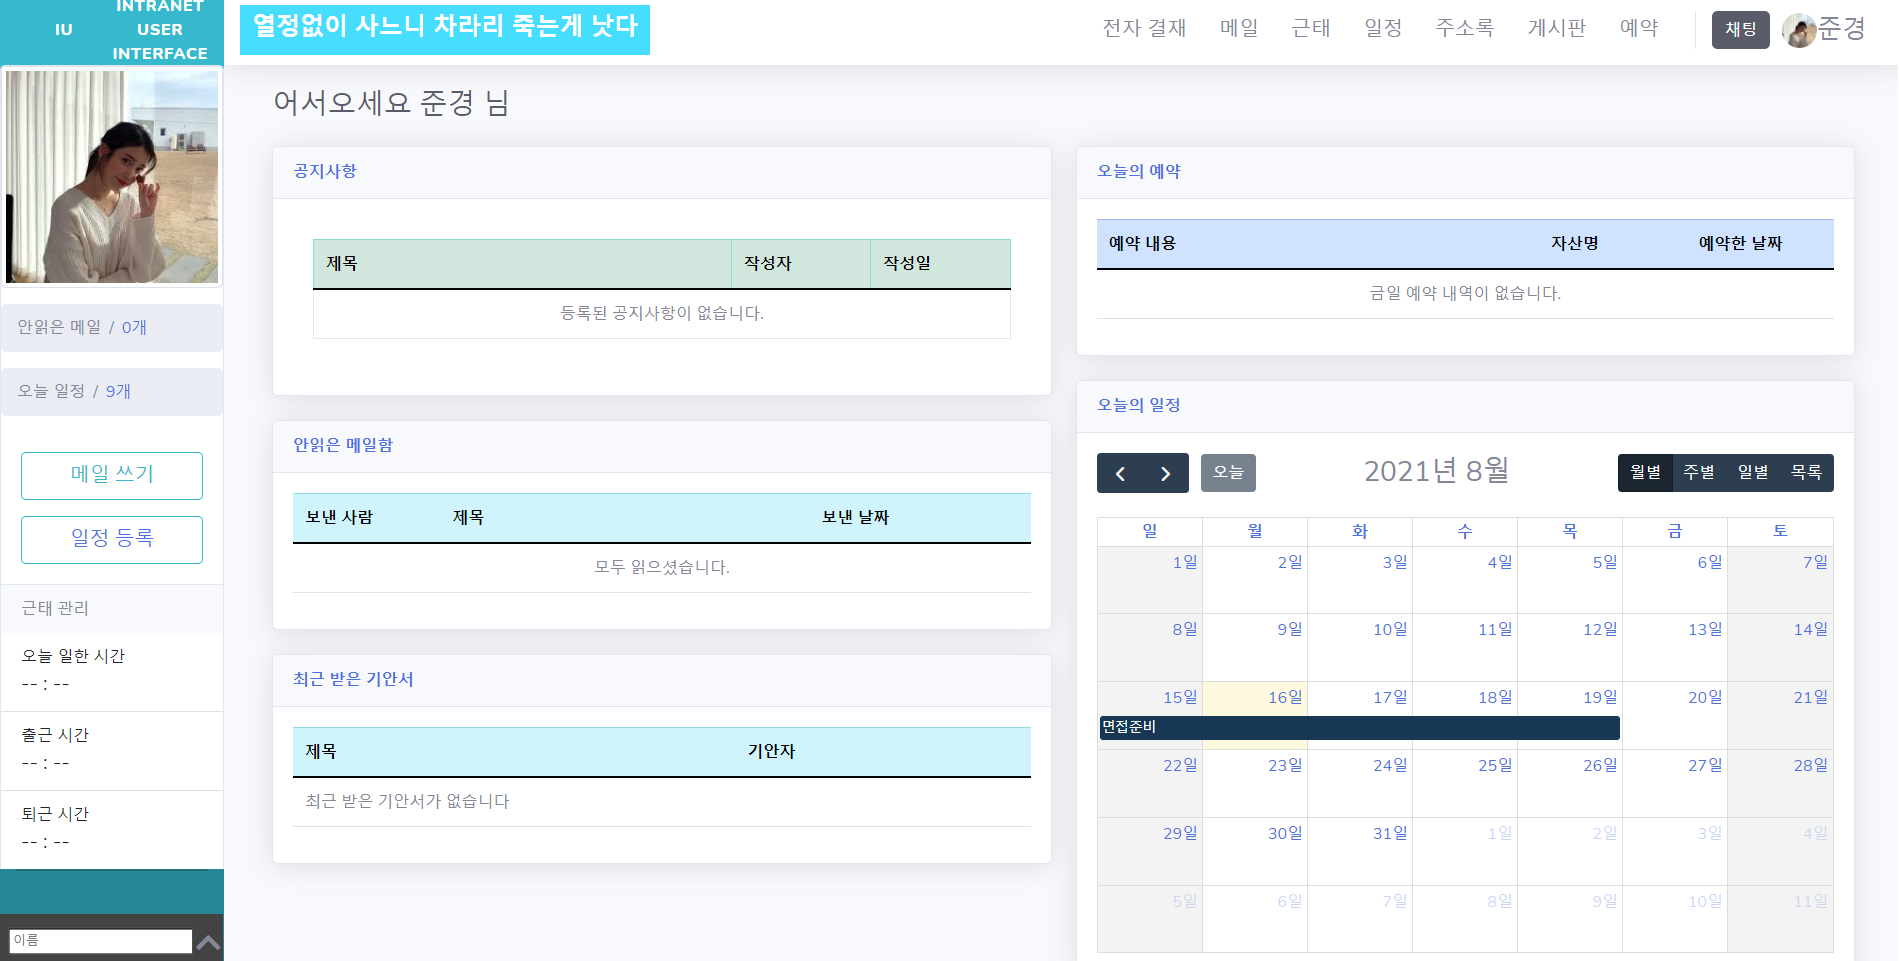 IU
INTRANET
USER
INTERFACE
열정없이 사느니 차라리 죽는게 낫다
전자 결재 메일 근태 일정 주소록 게시판 예약 채팅 준경
안읽은 메일 / 0개
오늘 일정 / 9개
메일 쓰기
일정 등록
근태 관리
오늘 일한 시간
-- : --
출근 시간
-- : --
퇴근 시간
-- : --
이름
어서오세요 준경 님
공지사항
제목 작성자 작성일
등록된 공지사항이 없습니다.
안읽은 메일함
보낸 사람 제목 보낸 날짜
모두 읽으셨습니다.
최근 받은 기안서
제목 기안자
최근 받은 기안서가 없습니다
오늘의 예약
예약 내용 자산명 예약한 날짜
금일 예약 내역이 없습니다.
오늘의 일정
오늘 2021년 8월 월별 주별 일별 목록
일 월 화 수 목 금 토
1일 2일 3일 4일 5일 6일 7일
8일 9일 10일 11일 12일 13일 14일
15일 16일 17일 18일 19일 20일 21일
면접준비
22일 23일 24일 25일 26일 27일 28일
29일 30일 31일 1일 2일 3일 4일
5일 6일 7일 8일 9일 10일 11일